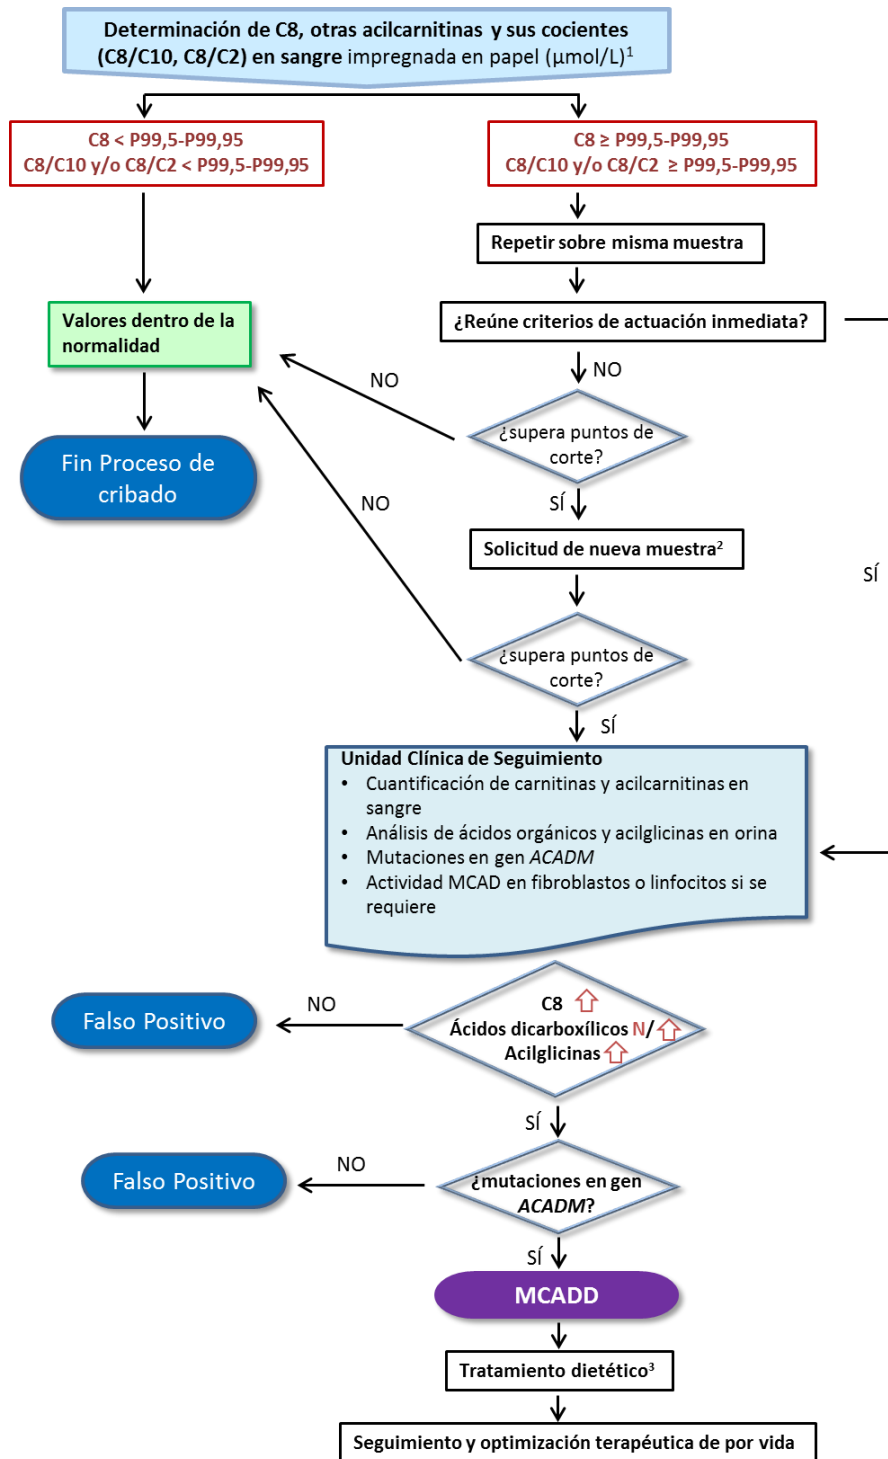 Determinación de C8, otras acilcarnitinas y sus cocientes
(C8/C10, C8/C2) en sangre impregnada en papel (µmol/L)¹
C8 < P99,5-P99,95
C8/C10 y/o C8/C2 < P99,5-P99,95
C8 ≥ P99,5-P99,95
C8/C10 y/o C8/C2 ≥ P99,5-P99,95
Repetir sobre misma muestra
Valores dentro de la
normalidad
¿Reúne criterios de actuación inmediata?
NO
NO
¿supera puntos de
corte?
Fin Proceso de
cribado
NO
SÍ
Solicitud de nueva muestra²
SÍ
¿supera puntos de
corte?
SÍ
Unidad Clínica de Seguimiento
• Cuantificación de carnitinas y acilcarnitinas en
sangre
• Análisis de ácidos orgánicos y acilglicinas en orina
• Mutaciones en gen ACADM
• Actividad MCAD en fibroblastos o linfocitos si se
requiere
C8 ⇧
Ácidos dicarboxílicos N/⇧
Acilglicinas ⇧
NO
Falso Positivo
SÍ
¿mutaciones en gen
ACADM?
NO
Falso Positivo
SÍ
MCADD
Tratamiento dietético³
Seguimiento y optimización terapéutica de por vida